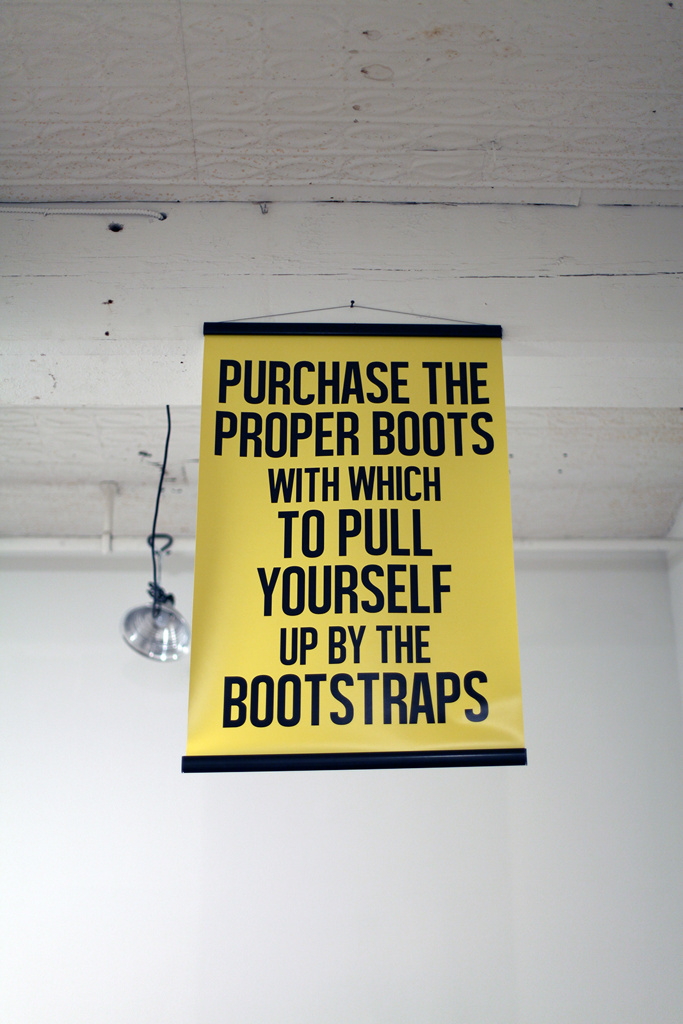 PURCHASE THE
PROPER BOOTS
WITH WHICH
TO PULL
YOURSELF
UP BY THE
BOOTSTRAPS